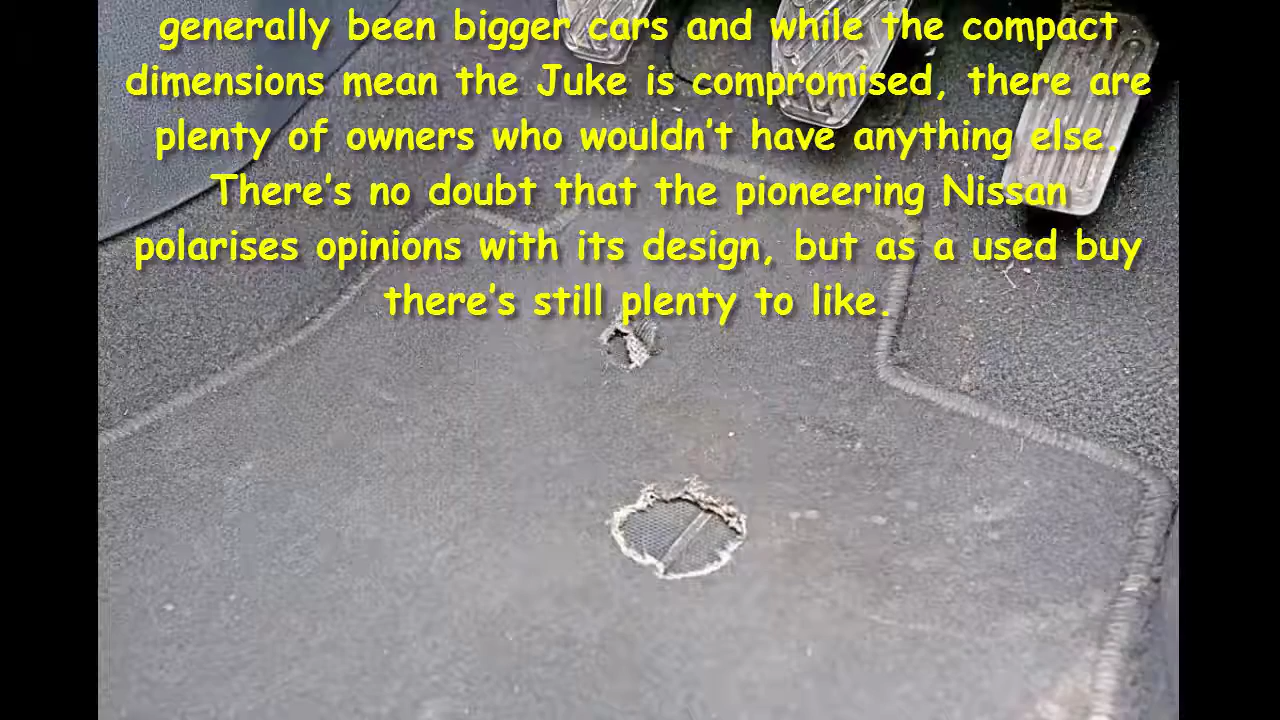 generally been bigger cars and while the compact
dimensions mean the Juke is compromised, there are
plenty of owners who wouldn't have anything else.
There's no doubt that the pioneering Nissan
polarises opinions with its design, but as a used buy
there's still plenty to like.